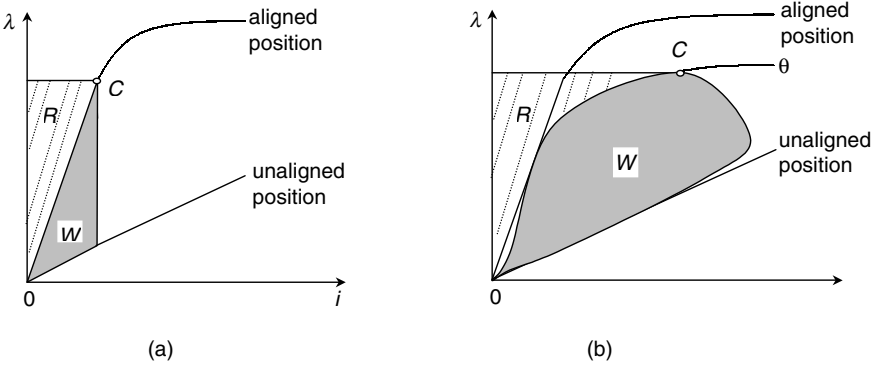 λ
aligned
position
C
R
unaligned
position
W
0
i
(a)
λ
aligned
position
C
θ
R
unaligned
position
W
0
(b)